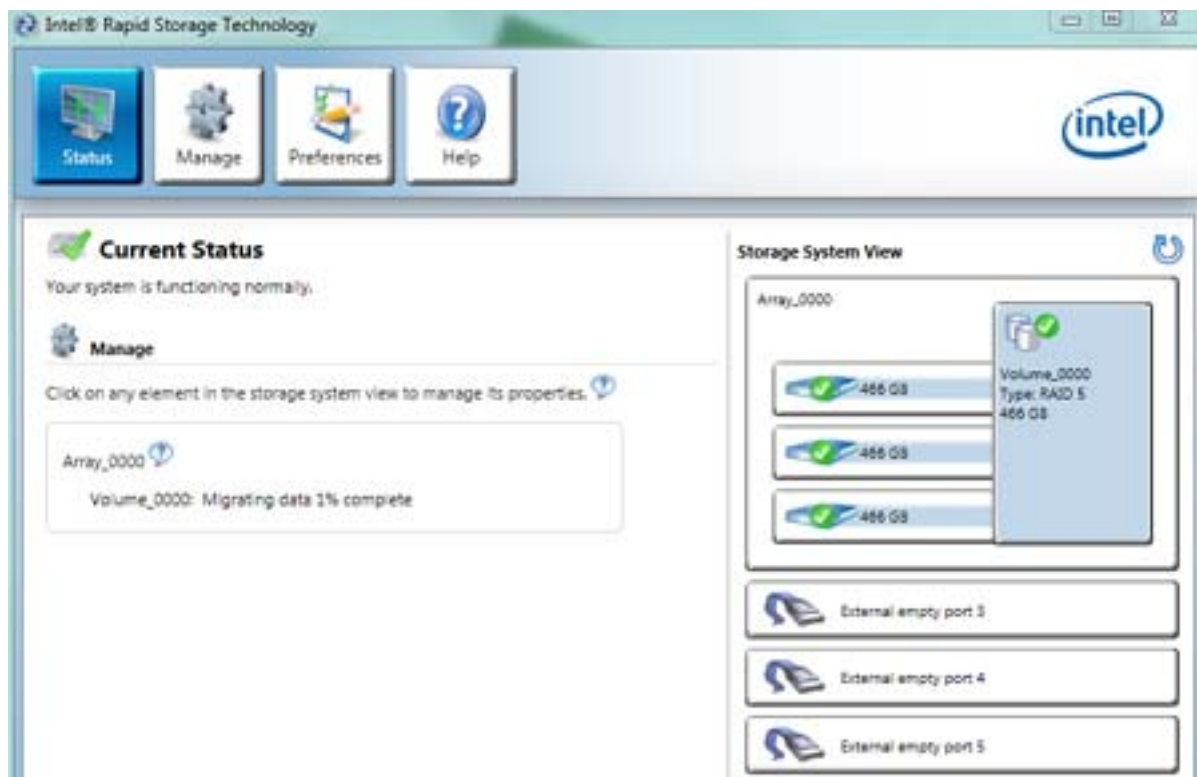 Intel® Rapid Storage Technology
Status
Manage
Preferences
Help
intel
Current Status
Your system is functioning normally.
Manage
Click on any element in the storage system view to manage its properties.
Array_0000
Volume_0000: Migrating data 1% complete
Storage System View
Array_0000
466 GB
466 GB
466 GB
Volume_0000
Type: RAID 5
466 GB
External empty port 3
External empty port 4
External empty port 5